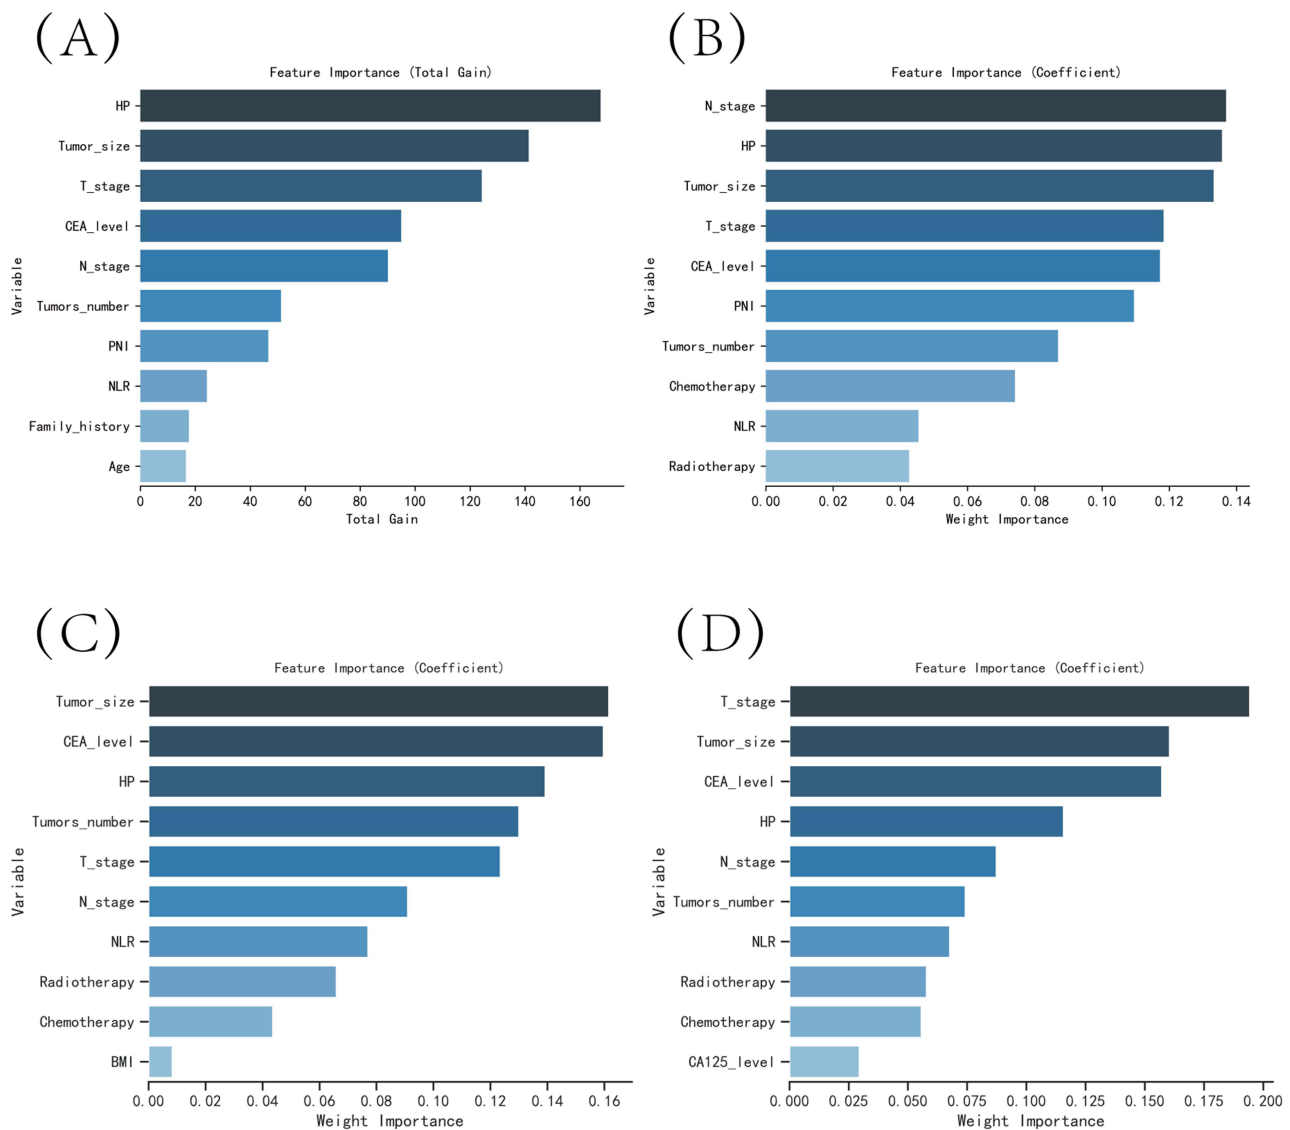 (A)
Feature Importance (Total Gain)
Variable
HP
Tumor_size
T_stage
CEA_level
N_stage
Tumors_number
PNI
NLR
Family_history
Age
0 20 40 60 80 100 120 140 160
Total Gain
(B)
Feature Importance (Coefficient)
Variable
N_stage
HP
Tumor_size
T_stage
CEA_level
PNI
Tumors_number
Chemotherapy
NLR
Radiotherapy
0.00 0.02 0.04 0.06 0.08 0.10 0.12 0.14
Weight Importance
(C)
Feature Importance (Coefficient)
Variable
Tumor_size
CEA_level
HP
Tumors_number
T_stage
N_stage
NLR
Radiotherapy
Chemotherapy
BMI
0.00 0.02 0.04 0.06 0.08 0.10 0.12 0.14 0.16
Weight Importance
(D)
Feature Importance (Coefficient)
Variable
T_stage
Tumor_size
CEA_level
HP
N_stage
Tumors_number
NLR
Radiotherapy
Chemotherapy
CA125_level
0.000 0.025 0.050 0.075 0.100 0.125 0.150 0.175 0.200
Weight Importance